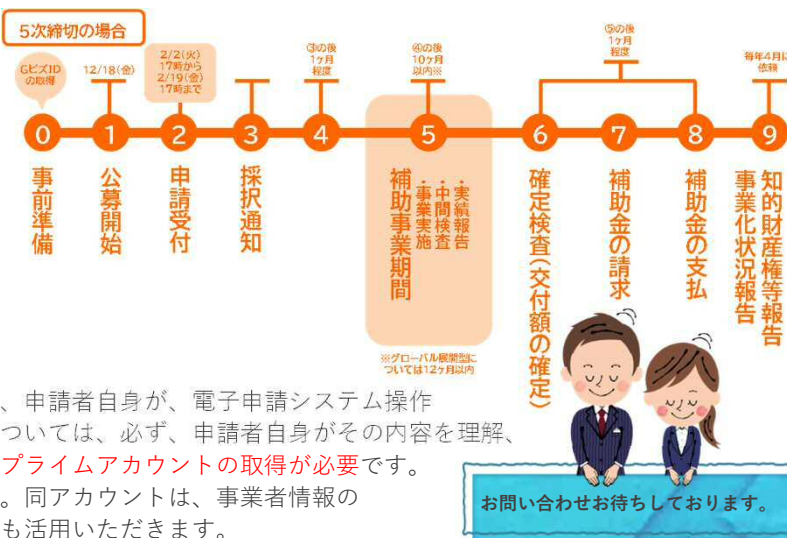 5次締切の場合
GビズID
の取得
12/18(金)
2/2(火)
17時から
2/19(金)
17時まで
③の後
1ヶ月
程度
④の後
10ヶ月
以内※
⑤の後
1ヶ月
程度
毎年4月に
依頼
0
1
2
3
4
5
6
7
8
9
事前準備
公募開始
申請受付
採択通知
補助事業期間
・事業実施
・中間検査
・実績報告
確定検査(交付額の確定)
補助金の請求
補助金の支払
知的財産権等報告
事業化状況報告
※グローバル展開型に
ついては12ヶ月以内
、申請者自身が、電子申請システム操作
ついては、必ず、申請者自身がその内容を理解、
プライムアカウントの取得が必要です。
。同アカウントは、事業者情報の
も活用いただきます。
お問い合わせお待ちしております。